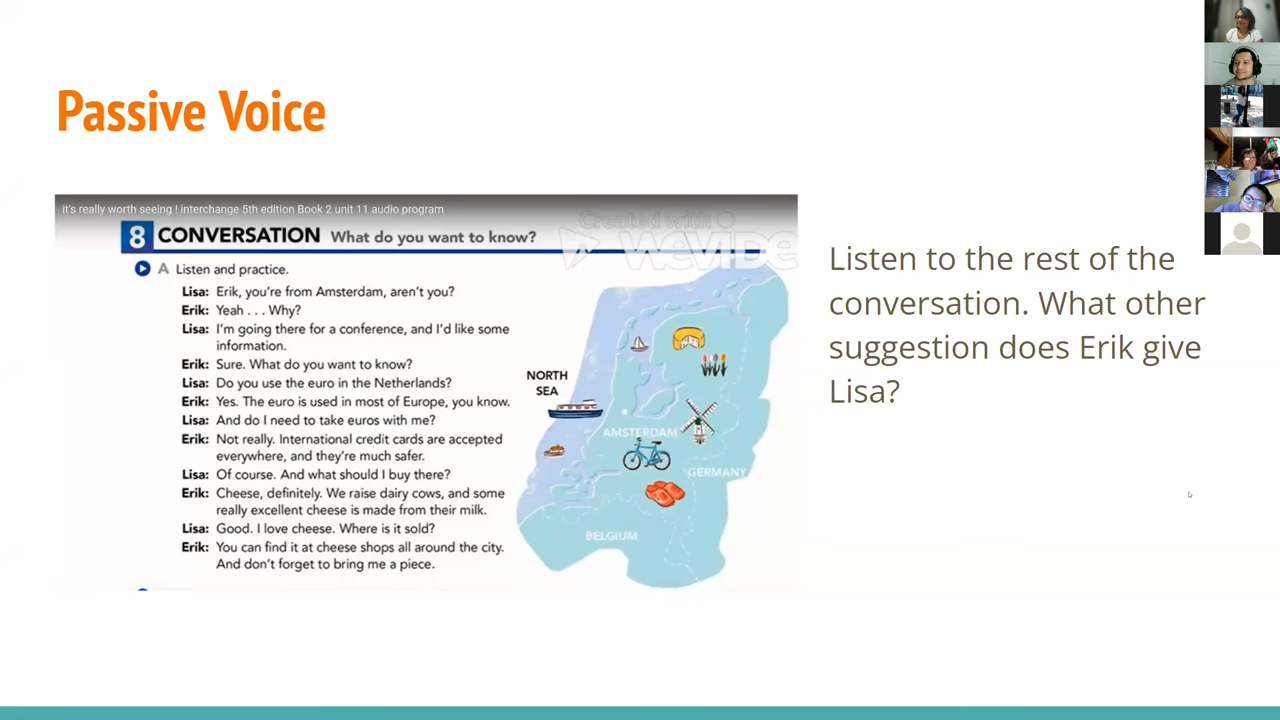 Passive Voice
it's really worth seeing ! interchange 5th edition Book 2 unit 11 audio program
Created with
WeVide
8 CONVERSATION What do you want to know?
A Listen and practice.
Lisa: Erik, you're from Amsterdam, aren't you?
Erik: Yeah . . . Why?
Lisa: I'm going there for a conference, and I'd like some
information.
Erik: Sure. What do you want to know?
Lisa: Do you use the euro in the Netherlands?
Erik: Yes. The euro is used in most of Europe, you know.
Lisa: And do I need to take euros with me?
Erik: Not really. International credit cards are accepted
everywhere, and they're much safer.
Lisa: Of course. And what should I buy there?
Erik: Cheese, definitely. We raise dairy cows, and some
really excellent cheese is made from their milk.
Lisa: Good. I love cheese. Where is it sold?
Erik: You can find it at cheese shops all around the city.
And don't forget to bring me a piece.
NORTH
SEA
AMSTERDAM
GERMANY
BELGIUM
Listen to the rest of the
conversation. What other
suggestion does Erik give
Lisa?